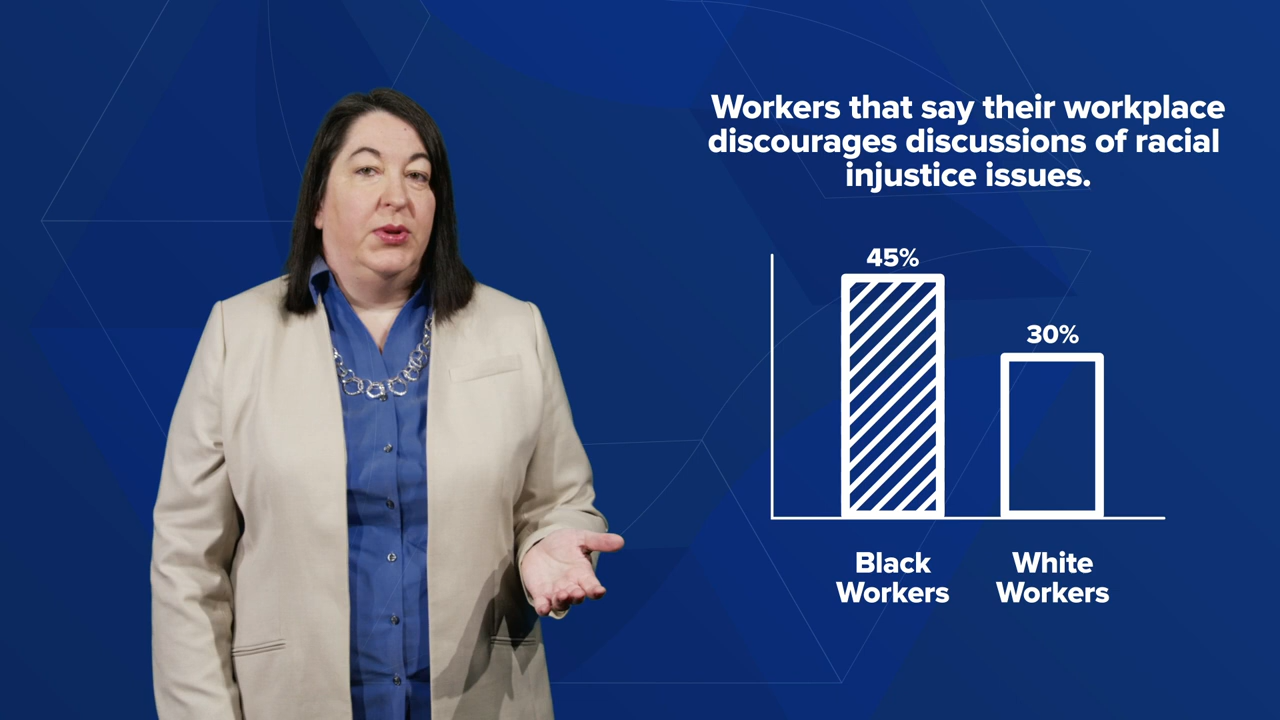 Workers that say their workplace
discourages discussions of racial
injustice issues.
45%
30%
Black
Workers
White
Workers